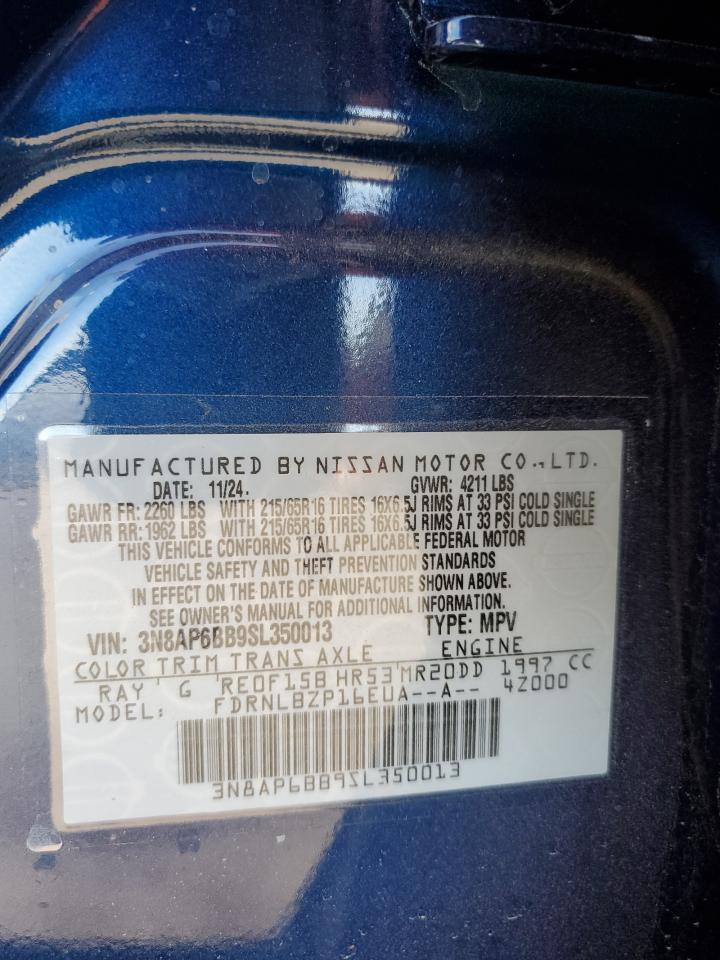 MANUFACTURED BY NISSAN MOTOR CO., LTD.
DATE: 11/24. GVWR: 4211 LBS
GAWR FR: 2260 LBS WITH 215/65R16 TIRES 16X6.5J RIMS AT 33 PSI COLD SINGLE
GAWR RR: 1962 LBS WITH 215/65R16 TIRES 16X6.5J RIMS AT 33 PSI COLD SINGLE
THIS VEHICLE CONFORMS TO ALL APPLICABLE FEDERAL MOTOR
VEHICLE SAFETY AND THEFT PREVENTION STANDARDS
IN EFFECT ON THE DATE OF MANUFACTURE SHOWN ABOVE.
SEE OWNER'S MANUAL FOR ADDITIONAL INFORMATION.
VIN: 3N8AP6BB9SL350013 TYPE: MPV
COLOR TRIM TRANS AXLE ENGINE
RAY ' G 'RE0F15B HR53'MR20DD 1997 CC
MODEL: FDRNLBZP16EUA--A-- 4Z000
3N8AP6BB9SL350013